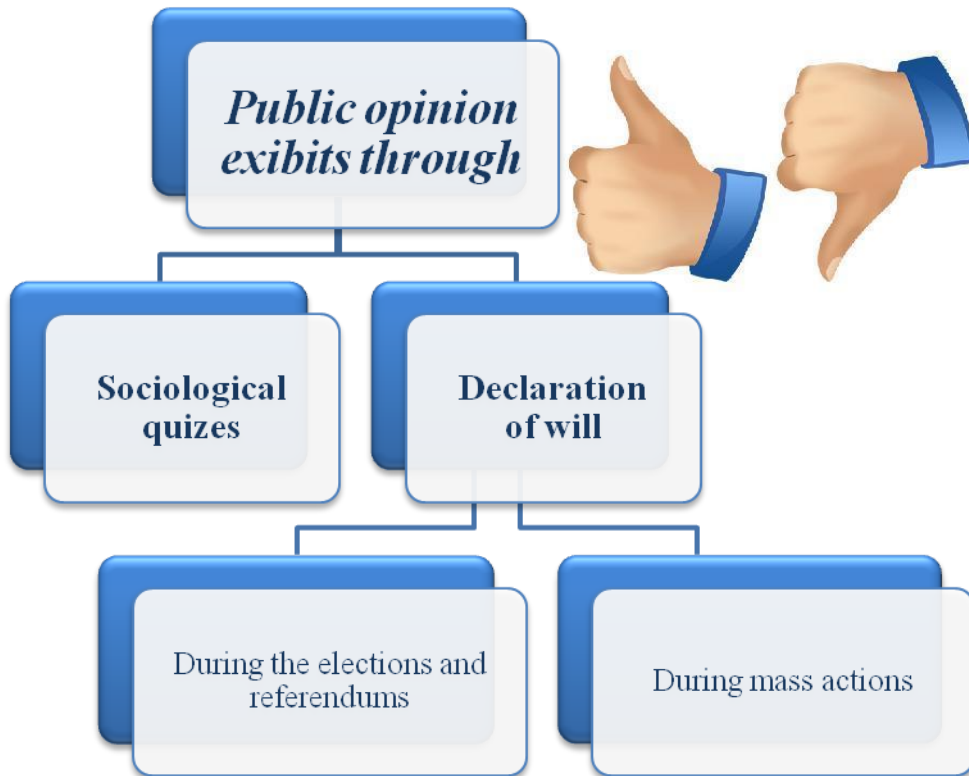 Public opinion
exibits through
Sociological
quizes
Declaration
of will
During the elections and
referendums
During mass actions